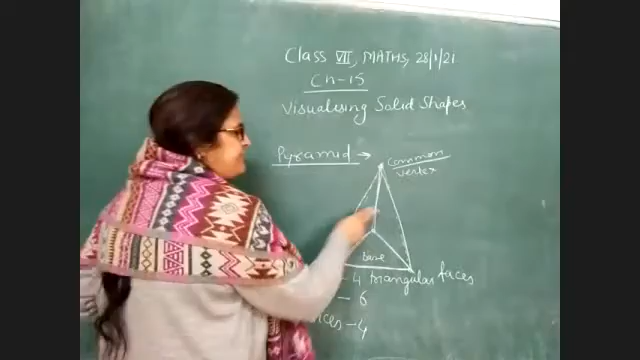 Class VII, MATHS, 28/1/21
Ch-15
Visualising Solid Shapes
Pyramid → Common
vertex
base
- 4 triangular faces
- 6
-4